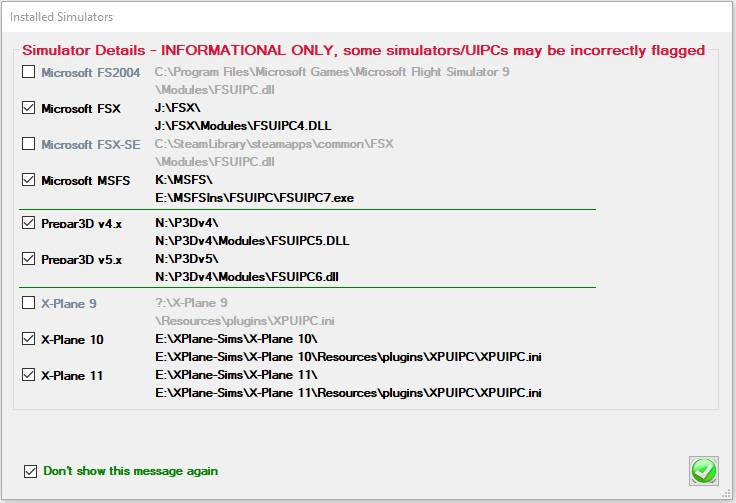 Installed Simulators
Simulator Details - INFORMATIONAL ONLY, some simulators/UIPCs may be incorrectly flagged
Microsoft FS2004 C:\Program Files\Microsoft Games\Microsoft Flight Simulator 9
\Modules\FSUIPC.dll
Microsoft FSX J:\FSX\
J:\FSX\Modules\FSUIPC4.DLL
Microsoft FSX-SE C:\SteamLibrary\steamapps\common\FSX
\Modules\FSUIPC.dll
Microsoft MSFS K:\MSFS\
E:\MSFSIns\FSUIPC\FSUIPC7.exe
Prepar3D v4.x N:\P3Dv4\
N:\P3Dv4\Modules\FSUIPC5.DLL
Prepar3D v5.x N:\P3Dv5\
N:\P3Dv4\Modules\FSUIPC6.dll
X-Plane 9 ?:\X-Plane 9
\Resources\plugins\XPUIPC.ini
X-Plane 10 E:\XPlane-Sims\X-Plane 10\
E:\XPlane-Sims\X-Plane 10\Resources\plugins\XPUIPC\XPUIPC.ini
X-Plane 11 E:\XPlane-Sims\X-Plane 11\
E:\XPlane-Sims\X-Plane 11\Resources\plugins\XPUIPC\XPUIPC.ini
Don't show this message again